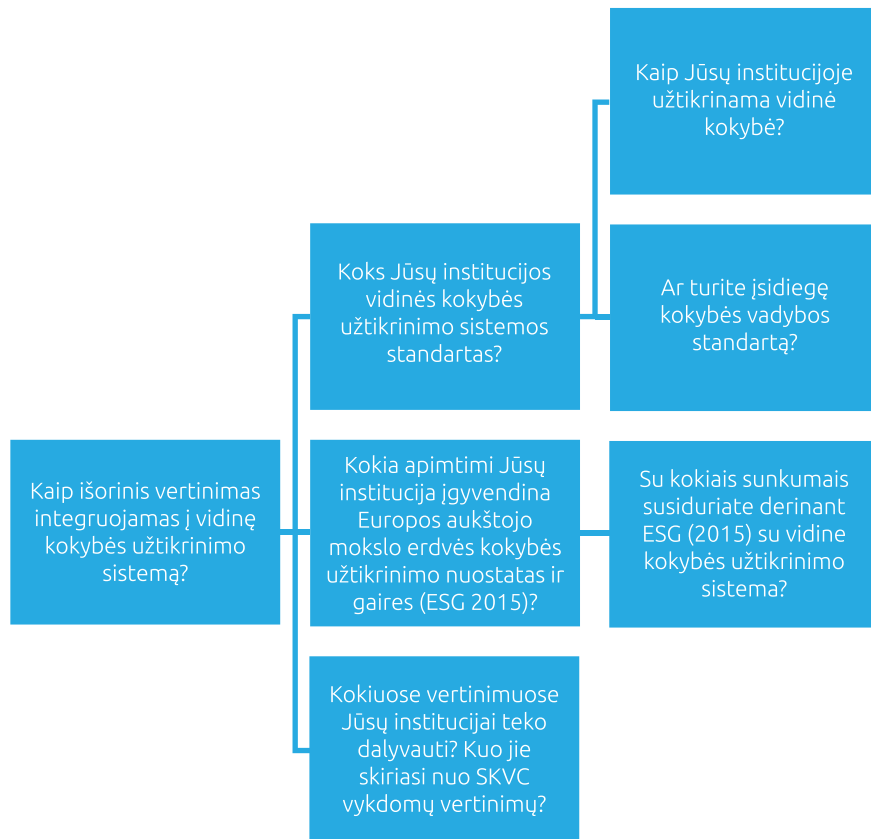 Kaip išorinis vertinimas
integruojamas į vidinę
kokybės užtikrinimo
sistemą?
Koks Jūsų institucijos
vidinės kokybės
užtikrinimo sistemos
standartas?
Kaip Jūsų institucijoje
užtikrinama vidinė
kokybė?
Ar turite įsidiegę
kokybės vadybos
standartą?
Kokia apimtimi Jūsų
institucija įgyvendina
Europos aukštojo
mokslo erdvės kokybės
užtikrinimo nuostatas ir
gaires (ESG 2015)?
Su kokiais sunkumais
susiduriate derinant
ESG (2015) su vidine
kokybės užtikrinimo
sistema?
Kokiuose vertinimuose
Jūsų institucijai teko
dalyvauti? Kuo jie
skiriasi nuo SKVC
vykdomų vertinimų?